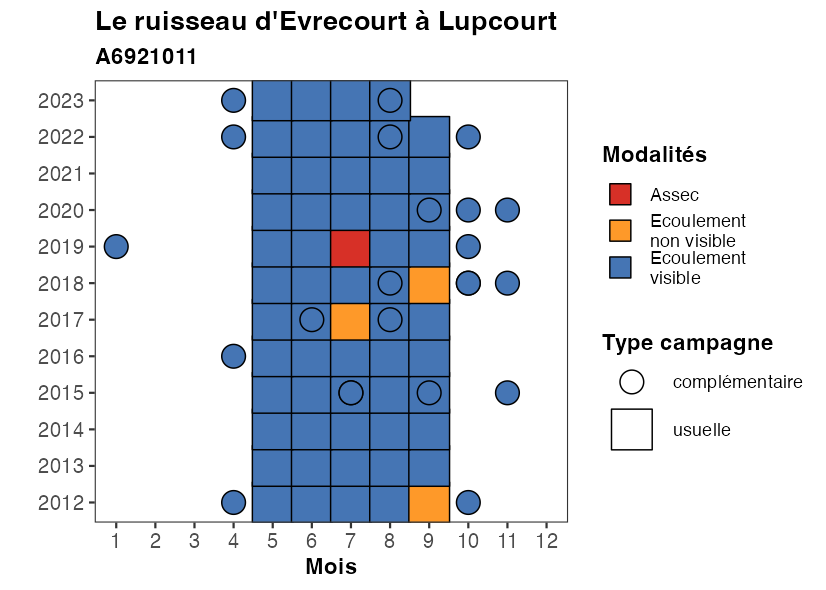 Le ruisseau d'Evrecourt à Lupcourt
A6921011
2023
2022
2021
2020
2019
2018
2017
2016
2015
2014
2013
2012
1 2 3 4 5 6 7 8 9 10 11 12
Mois
Modalités
Assec
Ecoulement
non visible
Ecoulement
visible
Type campagne
complémentaire
usuelle